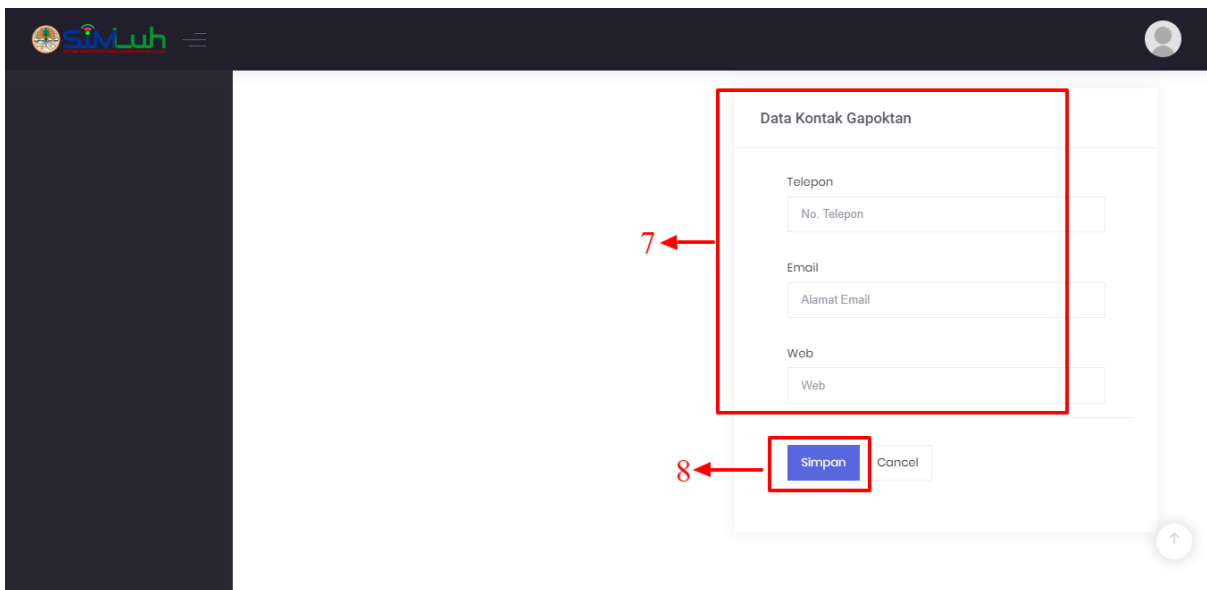 SiMLuh
Data Kontak Gapoktan
Telepon
No. Telepon
7
Email
Alamat Email
Web
Web
8
Simpan
Cancel